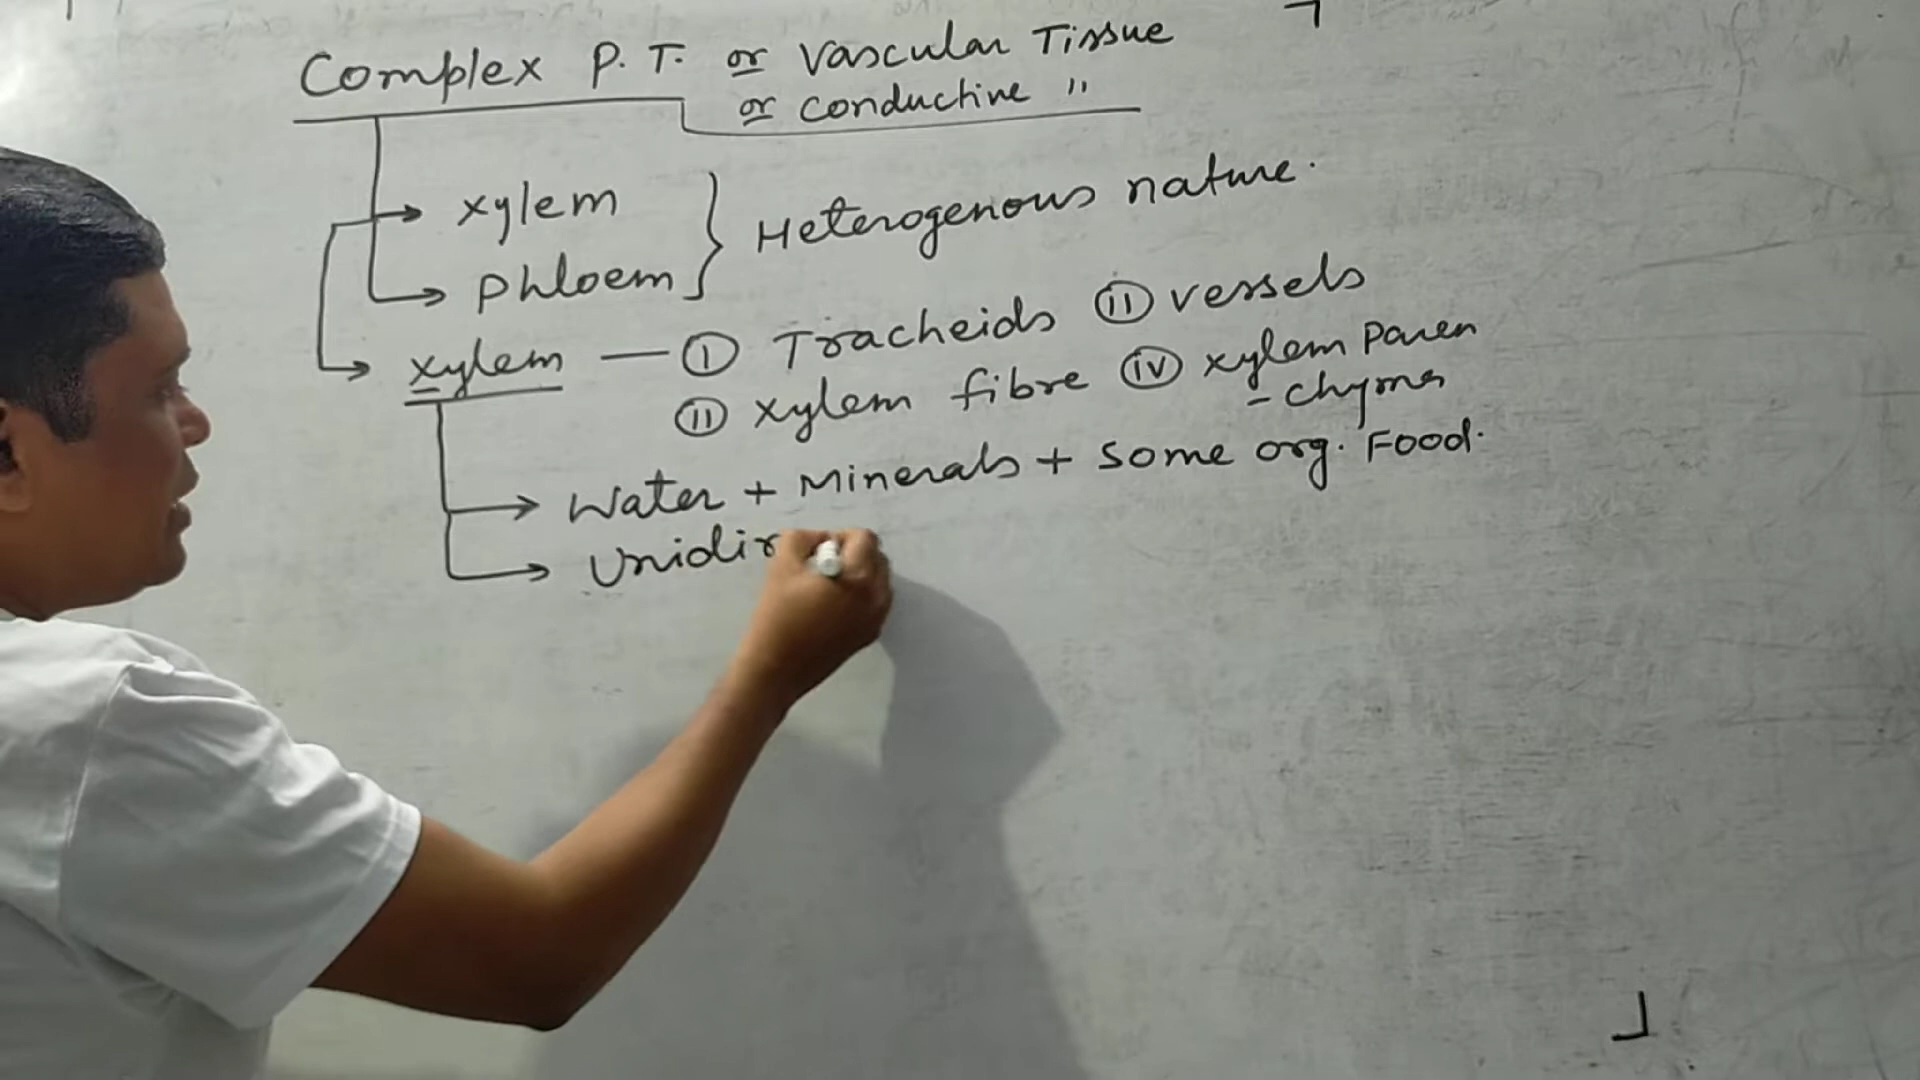 Complex P.T. or Vascular Tissue
or conductive "
xylem } Heterogenous nature.
Phloem
xylem — (i) Tracheids (ii) vessels
(ii) xylem fibre (iv) xylem Paren
- chyma
→ Water + Minerals + Some org. Food.
→ Unidir